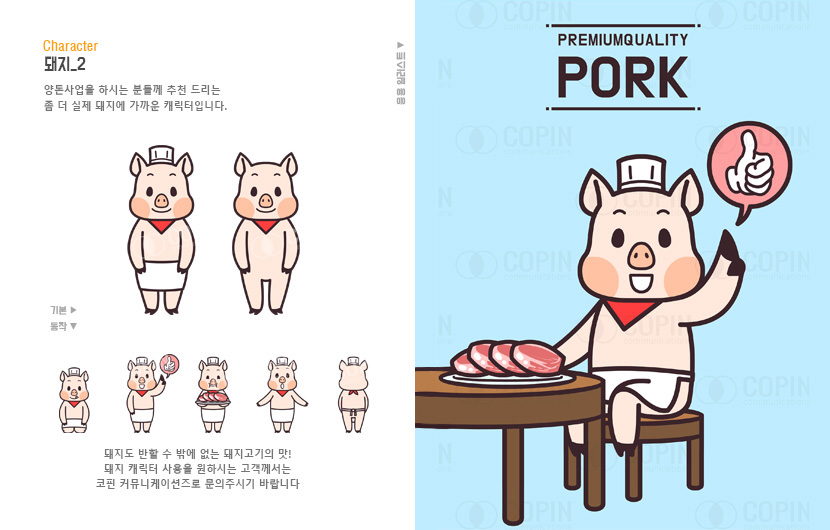 Character
돼지_2
양돈사업을 하시는 분들께 추천 드리는
좀 더 실제 돼지에 가까운 캐릭터입니다.
기본 ▶
동작 ▼
돼지도 반할 수 밖에 없는 돼지고기의 맛!
돼지 캐릭터 사용을 원하시는 고객께서는
코핀 커뮤니케이션즈로 문의주시기 바랍니다
응용 일러스트 ▶
PREMIUMQUALITY
PORK
COPIN
COPIN
N
COPIN
COPIN
N
COPIN
COPIN
N
COPIN
COPIN
N
COPIN
COPIN